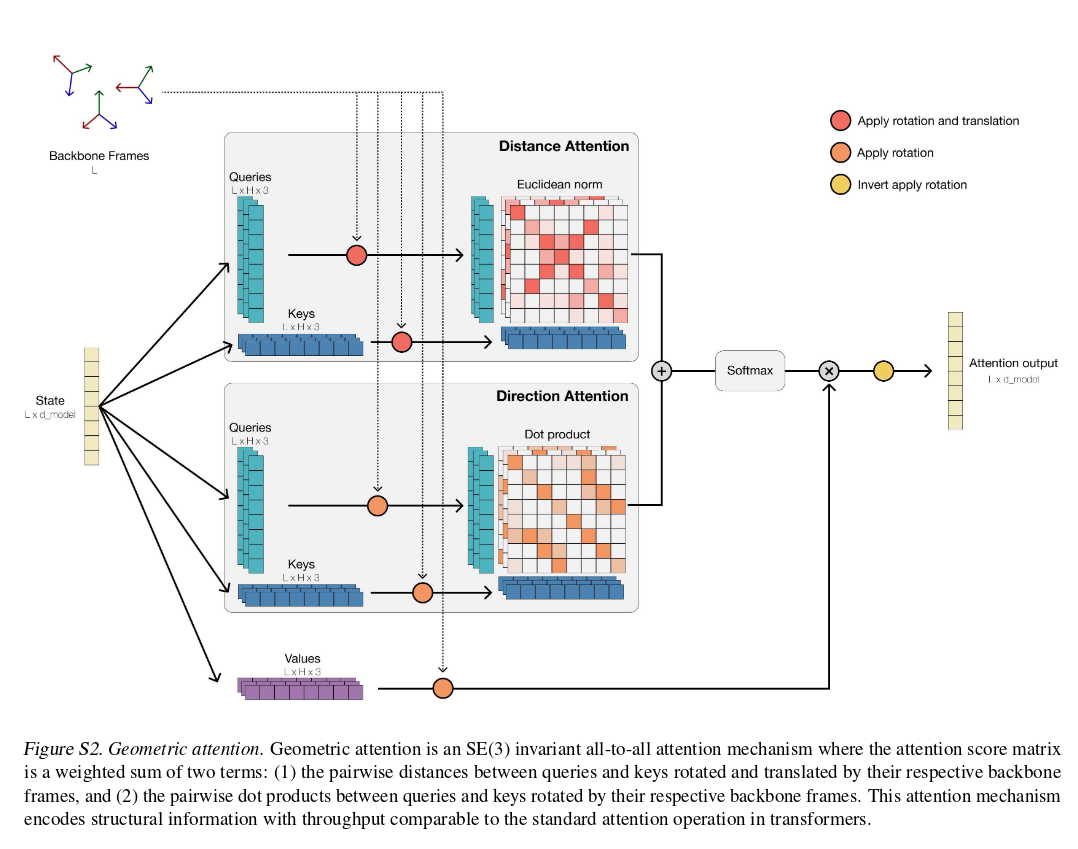 Backbone Frames
L
Apply rotation and translation
Apply rotation
Invert apply rotation
Distance Attention
Queries
L x H x 3
Euclidean norm
Keys
L x H x 3
State
L x d_model
Direction Attention
Queries
L x H x 3
Dot product
Keys
L x H x 3
Values
L x H x 3
+
Softmax
×
Attention output
L x d_model
Figure S2. Geometric attention. Geometric attention is an SE(3) invariant all-to-all attention mechanism where the attention score matrix
is a weighted sum of two terms: (1) the pairwise distances between queries and keys rotated and translated by their respective backbone
frames, and (2) the pairwise dot products between queries and keys rotated by their respective backbone frames. This attention mechanism
encodes structural information with throughput comparable to the standard attention operation in transformers.